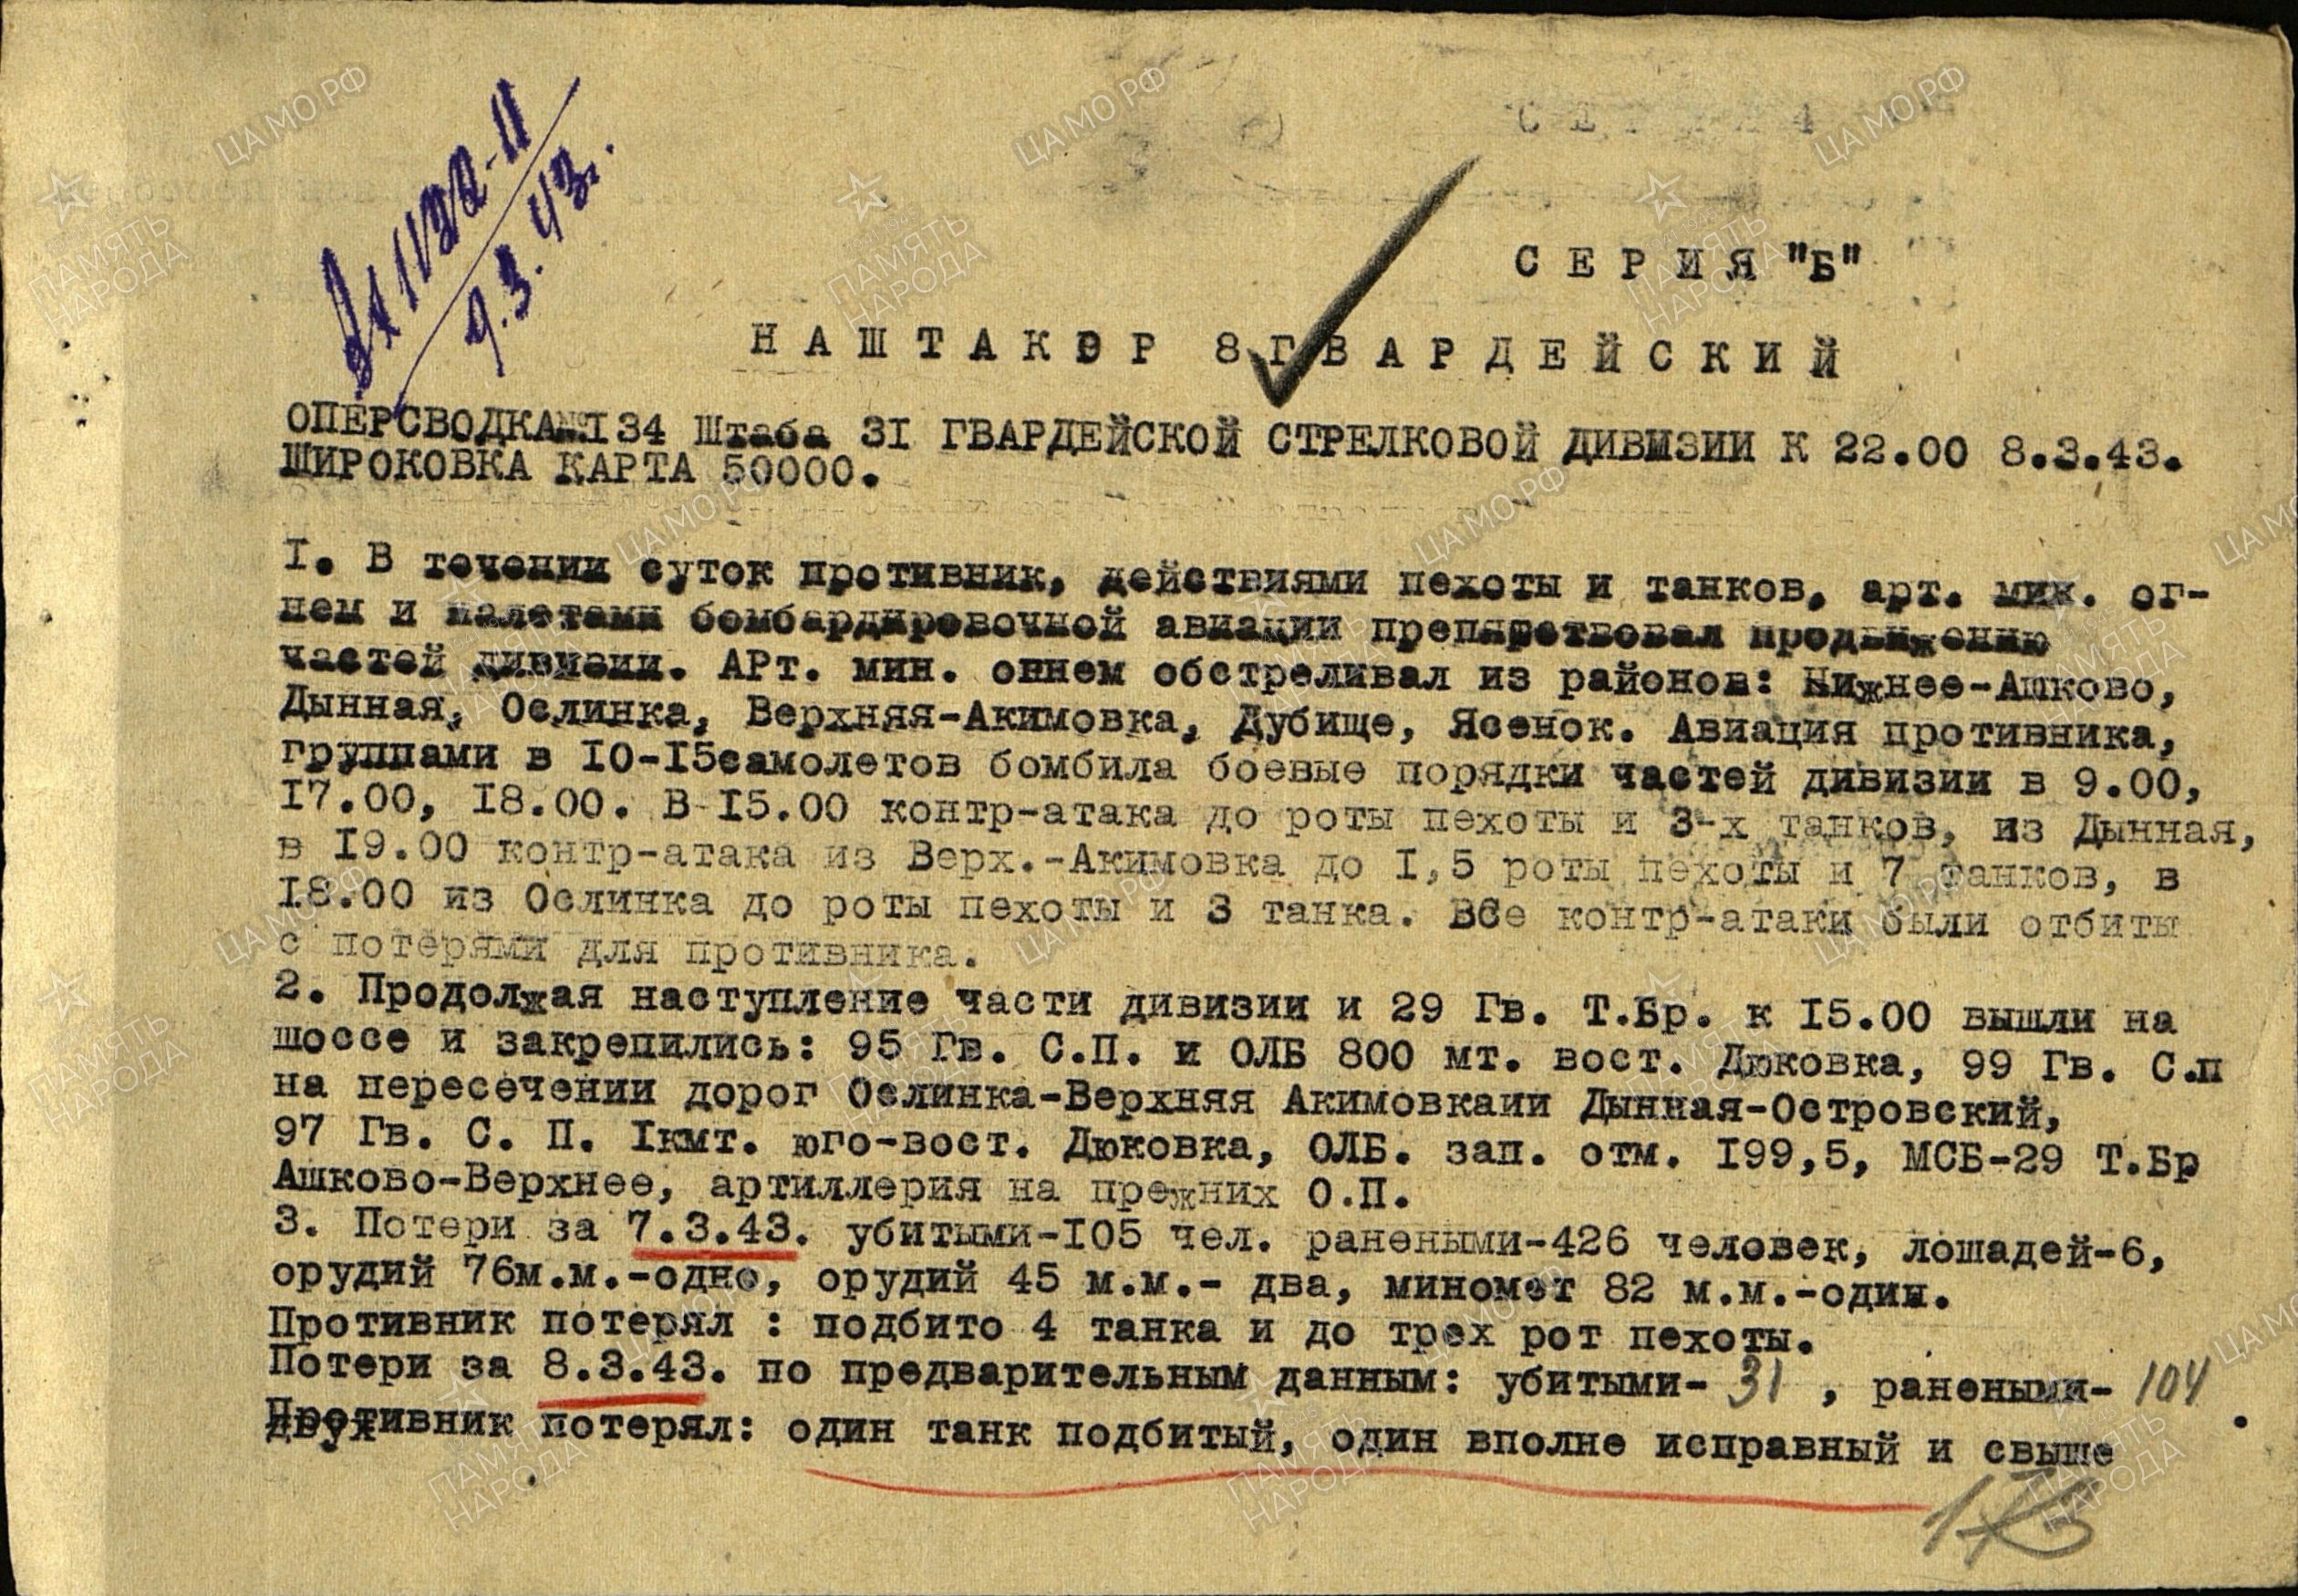 Вх 1132-11
9.3.43.
СЕРИЯ "Б"
НАШТАКОР 8 ГВАРДЕЙСКИЙ
ОПЕРСВОДКА №134 Штаба 31 ГВАРДЕЙСКОЙ СТРЕЛКОВОЙ ДИВИЗИИ К 22.00 8.3.43.
ШИРОКОВКА КАРТА 50000.
I. В течении суток противник, действиями пехоты и танков, арт. мин. ог-
нем и налетами бомбардировочной авиации препятствовал продвижению
частей дивизии. АРт. мин. оннем обстреливал из районов: Нижнее-Ашково,
Дынная, Ослинка, Верхняя-Акимовка, Дубище, Ясенок. Авиация противника,
группами в 10-15самолетов бомбила боевые порядки частей дивизии в 9.00,
17.00, 18.00. В 15.00 контр-атака до роты пехоты и 3-х танков, из Дынная,
в 19.00 контр-атака из Верх.-Акимовка до 1,5 роты пехоты и 7 танков, в
18.00 из Ослинка до роты пехоты и 3 танка. ВСе контр-атаки были отбиты
с потерями для противника.
2. Продолжая наступление части дивизии и 29 Гв. Т.Бр. к 15.00 вышли на
шоссе и закрепились: 95 Гв. С.П. и ОЛБ 800 мт. вост. Дюковка, 99 Гв. С.п
на пересечении дорог Ослинка-Верхняя Акимовкаии Дынная-Островский,
97 Гв. С. П. 1кмт. юго-вост. Дюковка, ОЛБ. зап. отм. 199,5, МСБ-29 Т.Бр
Ашково-Верхнее, артиллерия на прежних О.П.
3. Потери за 7.3.43. убитыми-105 чел. ранеными-426 человек, лошадей-6,
орудий 76м.м.-одно, орудий 45 м.м.- два, миномет 82 м.м.-один.
Противник потерял : подбито 4 танка и до трех рот пехоты.
Потери за 8.3.43. по предварительным данным: убитыми- 31 , ранеными- 104 .
Противник потерял: один танк подбитый, один вполне исправный и свыше
двух